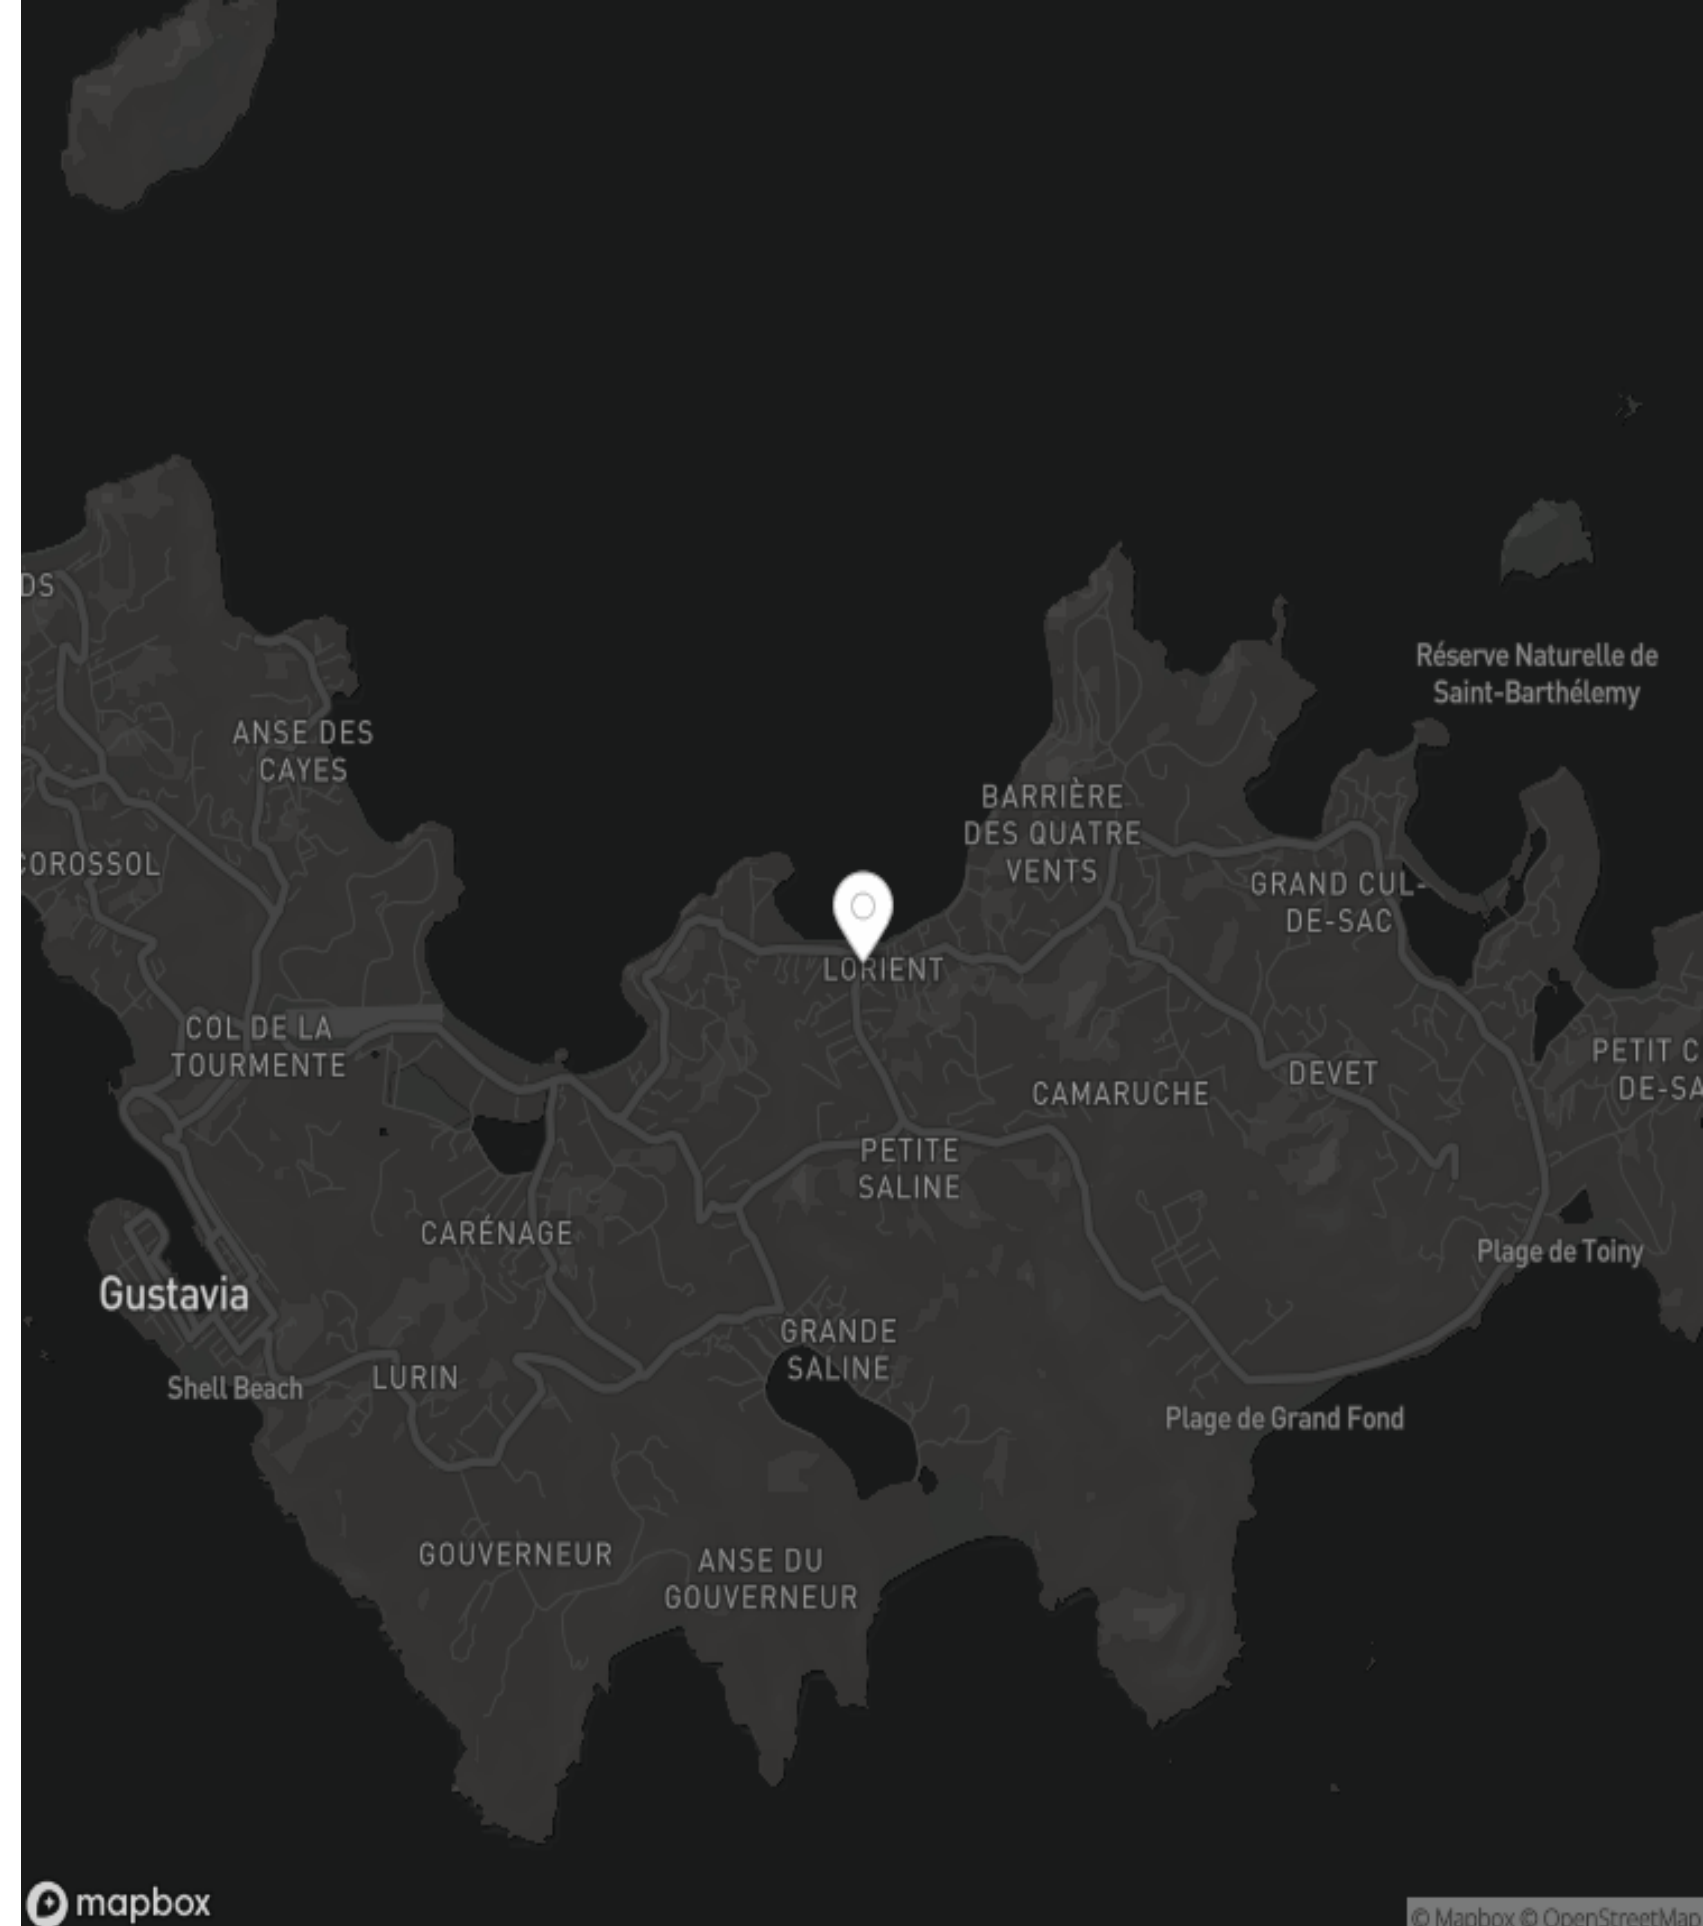 DS
Réserve Naturelle de
Saint-Barthélemy
ANSE DES
CAYES
BARRIÈRE
DES QUATRE
VENTS
COROSSOL
GRAND CUL-
DE-SAC
LORIENT
COL DE LA
TOURMENTE
PETIT C
DE-SA
DEVET
CAMARUCHE
PETITE
SALINE
CARÉNAGE
Plage de Toiny
Gustavia
GRANDE
SALINE
LURIN
Shell Beach
Plage de Grand Fond
GOUVERNEUR
ANSE DU
GOUVERNEUR
mapbox
© Mapbox © OpenStreetMap